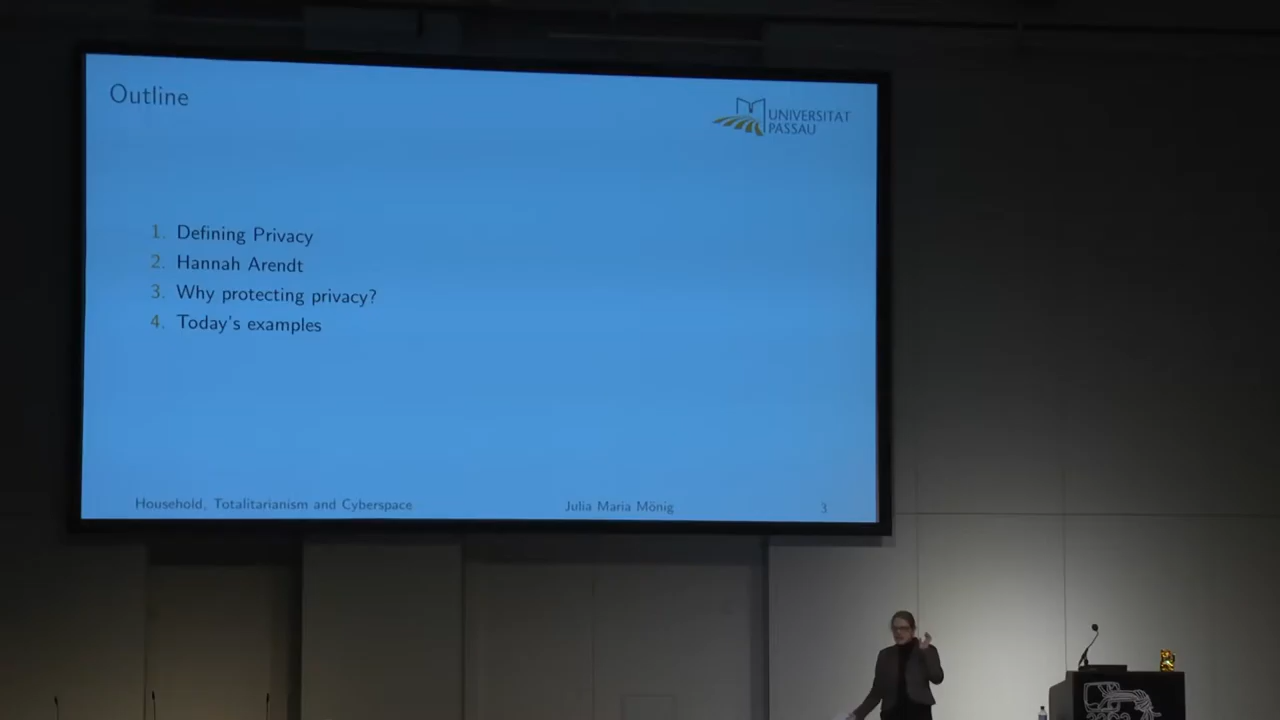 Outline
UNIVERSITÄT
PASSAU
1. Defining Privacy
2. Hannah Arendt
3. Why protecting privacy?
4. Today's examples
Household, Totalitarianism and Cyberspace
Julia Maria Mönig
3